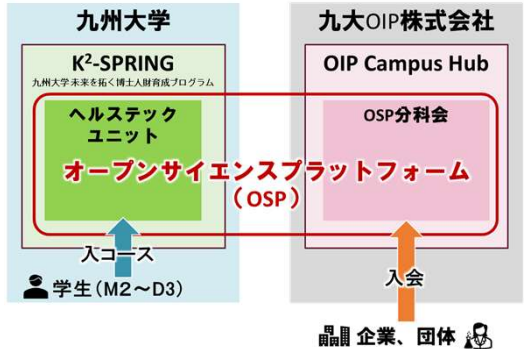 九州大学
K²-SPRING
九州大学 未来を拓く博士人財育成プログラム
ヘルステック
ユニット
九大OIP株式会社
OIP Campus Hub
OSP分科会
オープンサイエンスプラットフォーム
(OSP)
入コース
学生(M2～D3)
入会
企業、団体